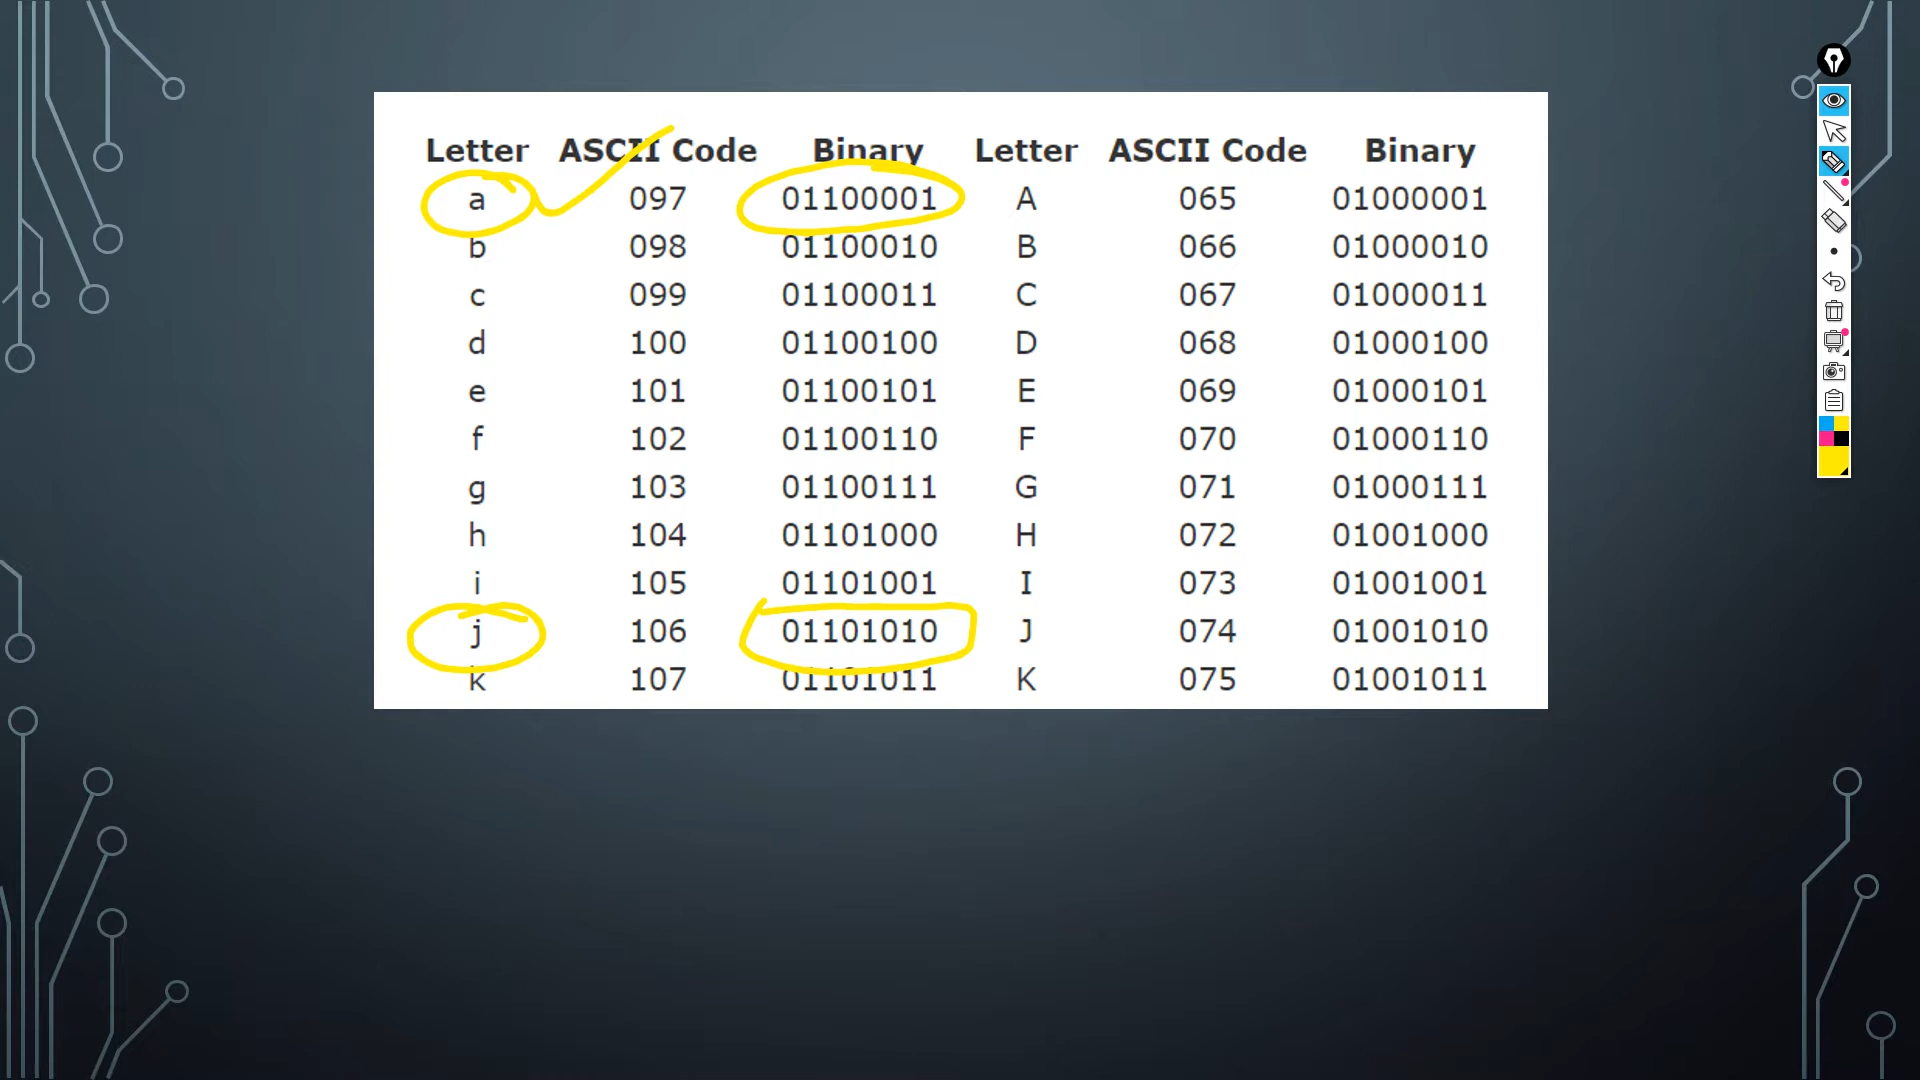 Letter ASCII Code Binary Letter ASCII Code Binary
a 097 01100001 A 065 01000001
b 098 01100010 B 066 01000010
c 099 01100011 C 067 01000011
d 100 01100100 D 068 01000100
e 101 01100101 E 069 01000101
f 102 01100110 F 070 01000110
g 103 01100111 G 071 01000111
h 104 01101000 H 072 01001000
i 105 01101001 I 073 01001001
j 106 01101010 J 074 01001010
k 107 01101011 K 075 01001011